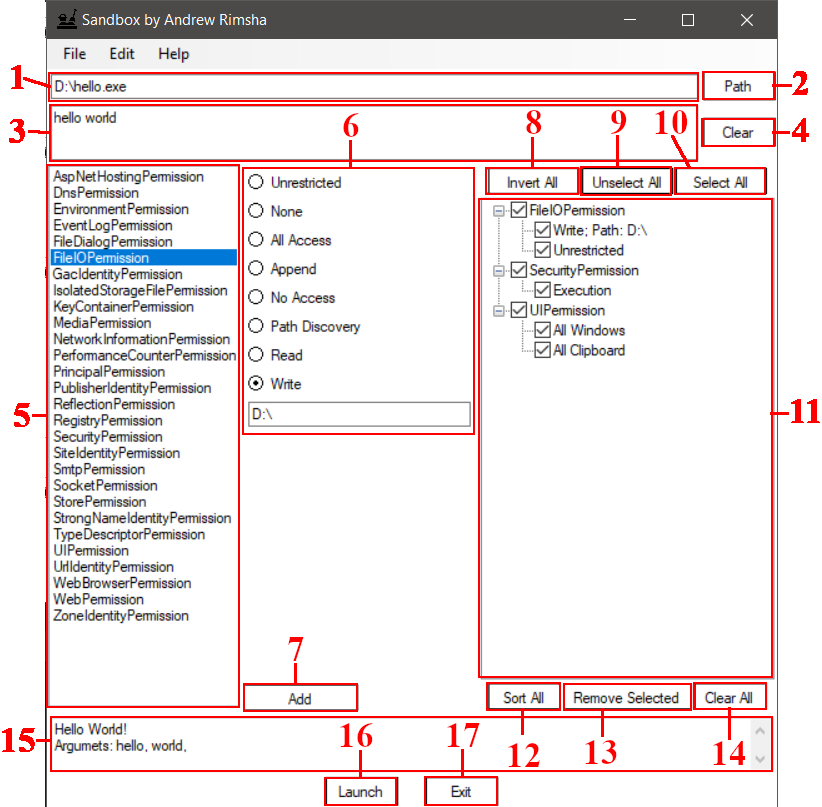 Sandbox by Andrew Rimsha
File Edit Help
1 D:\hello.exe Path 2
3 hello world Clear 4
6 8 9 10
Invert All Unselect All Select All
5
AspNetHostingPermission
DnsPermission
EnvironmentPermission
EventLogPermission
FileDialogPermission
FileIOPermission
GacIdentityPermission
IsolatedStorageFilePermission
KeyContainerPermission
MediaPermission
NetworkInformationPermission
PerformanceCounterPermission
PrincipalPermission
PublisherIdentityPermission
ReflectionPermission
RegistryPermission
SecurityPermission
SiteIdentityPermission
SmtpPermission
SocketPermission
StorePermission
StrongNameIdentityPermission
TypeDescriptorPermission
UIPermission
UrlIdentityPermission
WebBrowserPermission
WebPermission
ZoneIdentityPermission
Unrestricted
None
All Access
Append
No Access
Path Discovery
Read
Write
D:\
FileIOPermission
Write; Path: D:\
Unrestricted
SecurityPermission
Execution
UIPermission
All Windows
All Clipboard
11
7
Add
Sort All Remove Selected Clear All
12 13 14
15
Hello World!
Argumets: hello, world,
16 17
Launch Exit